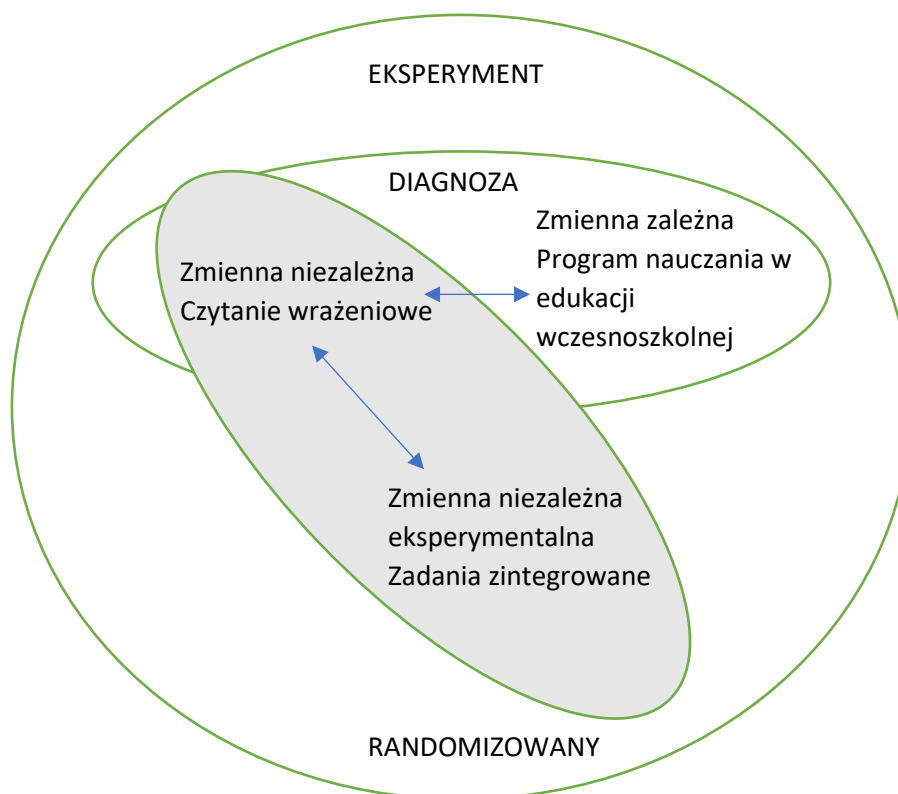 EKSPERYMENT
DIAGNOZA
Zmienna niezależna
Czytanie wrażeniowe
Zmienna zależna
Program nauczania w
edukacji
wczesnoszkolnej
Zmienna niezależna
eksperymentalna
Zadania zintegrowane
RANDOMIZOWANY